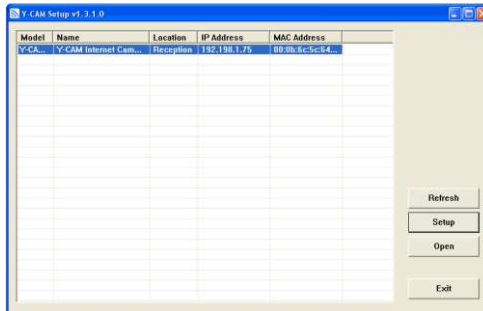 Y-CAM Setup v1.3.1.0
Model Name Location IP Address MAC Address
Y-CA... Y-CAM Internet Cam... Reception 192.198.1.75 00:0b:6c:5c:64...
Refresh
Setup
Open
Exit